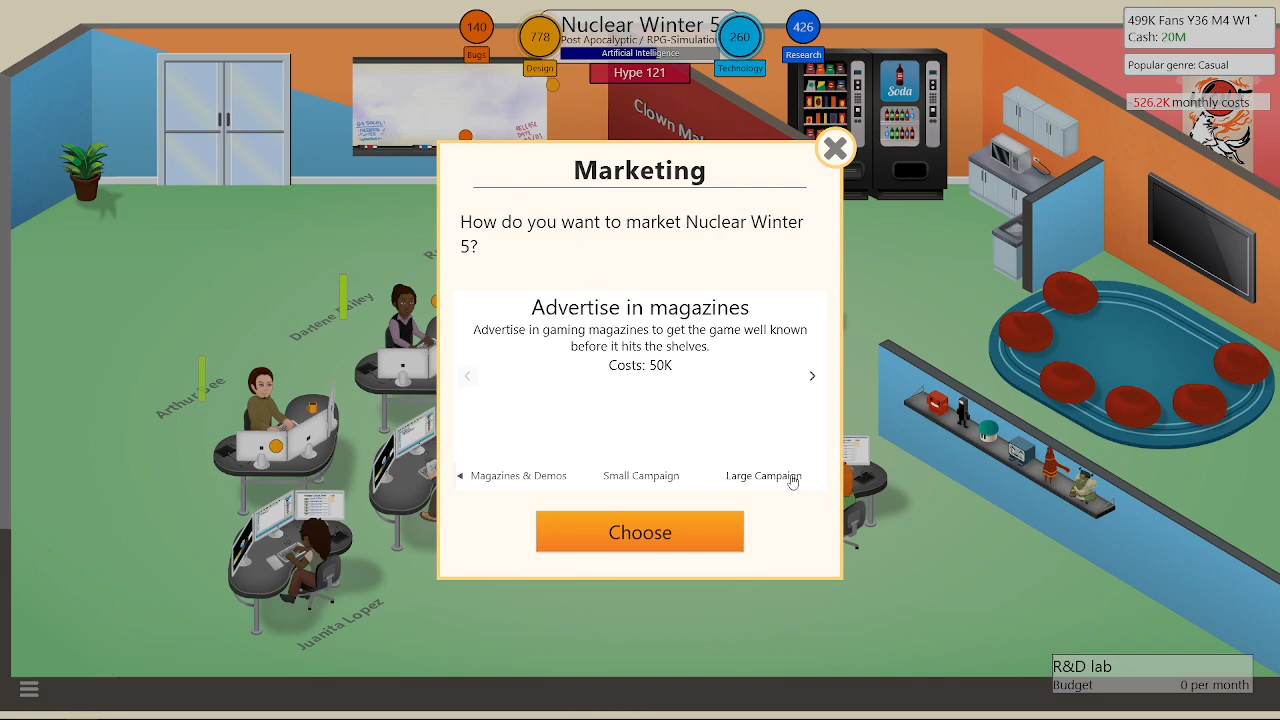 140
Bugs
778
Design
Nuclear Winter 5
Post Apocalyptic / RPG-Simulation
Artificial Intelligence
Hype 121
260
Technology
426
Research
499K Fans Y36 M4 W1
Cash: 20M
Popular genre: Casual
-526.2K monthly costs
Soda
Marketing
How do you want to market Nuclear Winter
5?
Advertise in magazines
Advertise in gaming magazines to get the game well known
before it hits the shelves.
Costs: 50K
Magazines & Demos
Small Campaign
Large Campaign
Choose
Juanita Lopez
R&D lab
Budget 0 per month